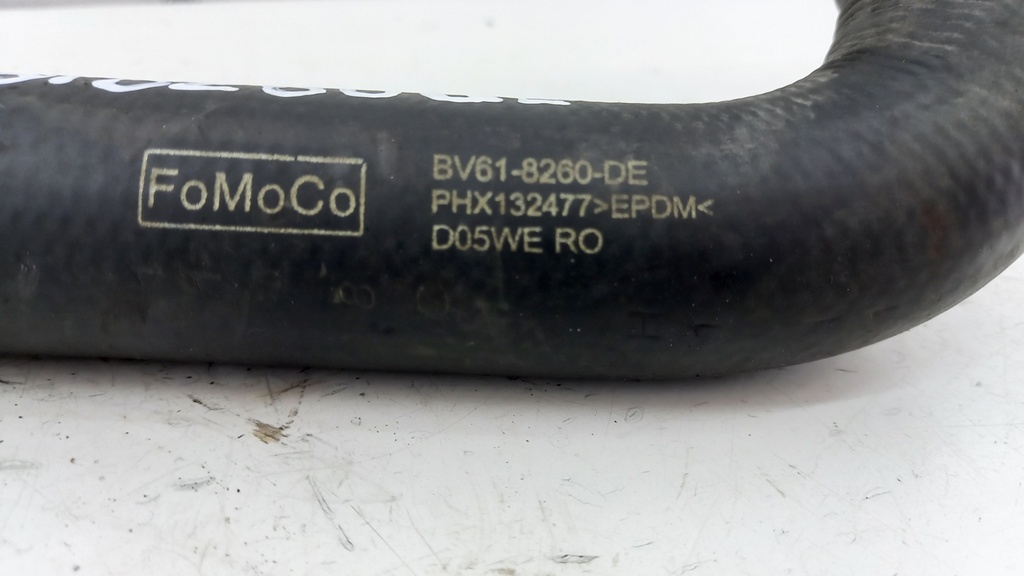 FoMoCo
BV61-8260-DE
PHX132477>EPDM<
D05WE RO